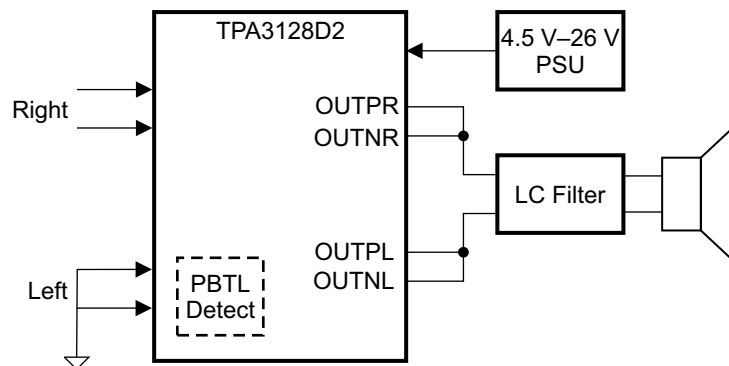 TPA3128D2
4.5 V–26 V
PSU
Right
OUTPR
OUTNR
LC Filter
Left
PBTL
Detect
OUTPL
OUTNL